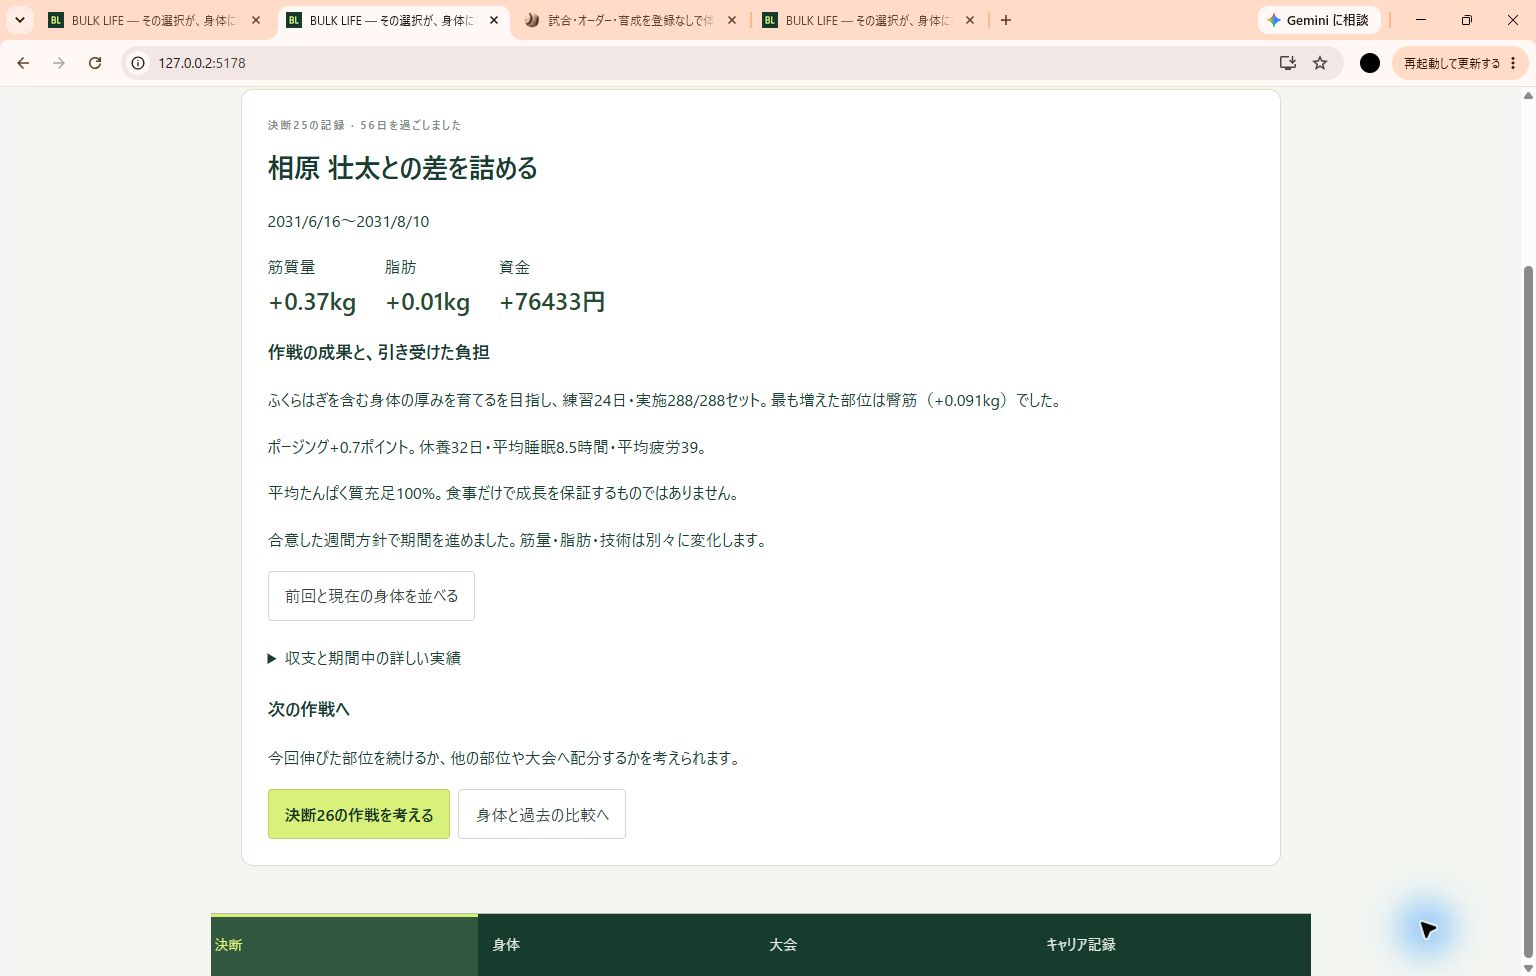 BULK LIFE — その選択が、身体に
BULK LIFE — その選択が、身体に
試合・オーダー・育成を登録なしで体
BULK LIFE — その選択が、身体に
Gemini に相談
127.0.0.2:5178
再起動して更新する
決断25の記録・56日を過ごしました
相原 壮太との差を詰める
2031/6/16〜2031/8/10
筋質量 脂肪 資金
+0.37kg +0.01kg +76433円
作戦の成果と、引き受けた負担
ふくらはぎを含む身体の厚みを育てるを目指し、練習24日・実施288/288セット。最も増えた部位は臀筋（+0.091kg）でした。
ポージング+0.7ポイント。休養32日・平均睡眠8.5時間・平均疲労39。
平均たんぱく質充足100%。食事だけで成長を保証するものではありません。
合意した週間方針で期間を進めました。筋量・脂肪・技術は別々に変化します。
前回と現在の身体を並べる
▶ 収支と期間中の詳しい実績
次の作戦へ
今回伸びた部位を続けるか、他の部位や大会へ配分するかを考えられます。
決断26の作戦を考える 身体と過去の比較へ
決断 身体 大会 キャリア記録